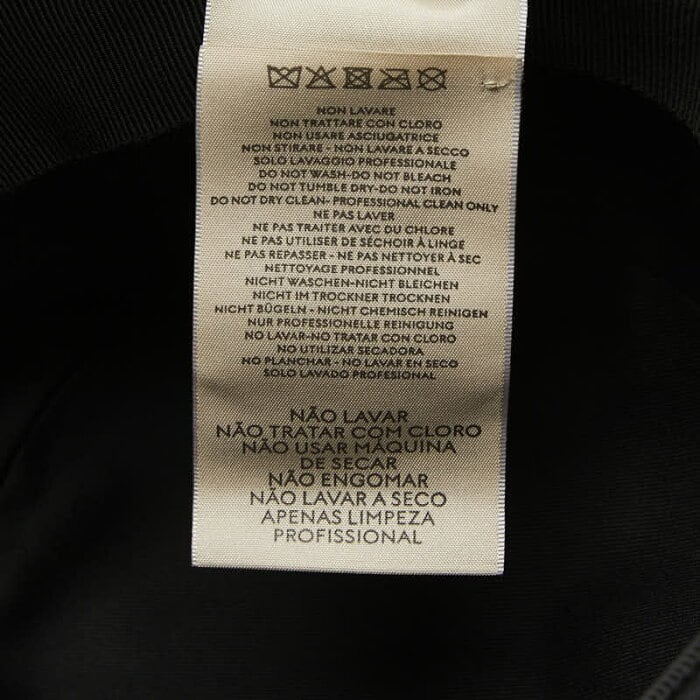 NON LAVARE
NON TRATTARE CON CLORO
NON USARE ASCIUGATRICE
NON STIRARE - NON LAVARE A SECCO
SOLO LAVAGGIO PROFESSIONALE
DO NOT WASH-DO NOT BLEACH
DO NOT TUMBLE DRY-DO NOT IRON
DO NOT DRY CLEAN- PROFESSIONAL CLEAN ONLY
NE PAS LAVER
NE PAS TRAITER AVEC DU CHLORE
NE PAS UTILISER DE SÉCHOIR À LINGE
NE PAS REPASSER - NE PAS NETTOYER À SEC
NETTOYAGE PROFESSIONNEL
NICHT WASCHEN-NICHT BLEICHEN
NICHT IM TROCKNER TROCKNEN
NICHT BÜGELN - NICHT CHEMISCH REINIGEN
NUR PROFESSIONELLE REINIGUNG
NO LAVAR-NO TRATAR CON CLORO
NO UTILIZAR SECADORA
NO PLANCHAR - NO LAVAR EN SECO
SOLO LAVADO PROFESIONAL
NÃO LAVAR
NÃO TRATAR COM CLORO
NÃO USAR MÁQUINA
DE SECAR
NÃO ENGOMAR
NÃO LAVAR A SECO
APENAS LIMPEZA
PROFISSIONAL